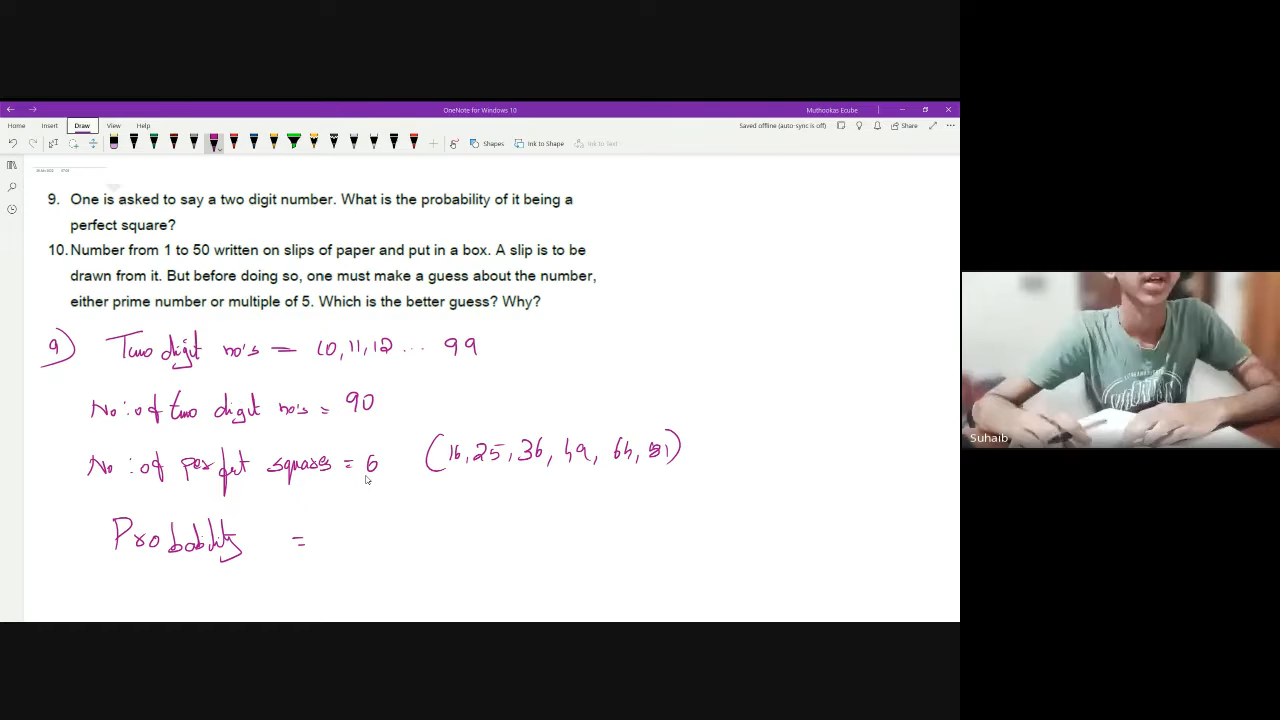 OneNote for Windows 10
Muthookas Ecube
Home Insert Draw View Help
Saved offline (auto-sync is off)
Share
Shapes
Ink to Shape
Ink to Text
9. One is asked to say a two digit number. What is the probability of it being a
perfect square?
10. Number from 1 to 50 written on slips of paper and put in a box. A slip is to be
drawn from it. But before doing so, one must make a guess about the number,
either prime number or multiple of 5. Which is the better guess? Why?
9) Two digit no's = 10, 11, 12 ... 99
No : of two digit no's = 90
No : of perfect squares = 6 (16, 25, 36, 49, 64, 81)
Probability =
Suhaib